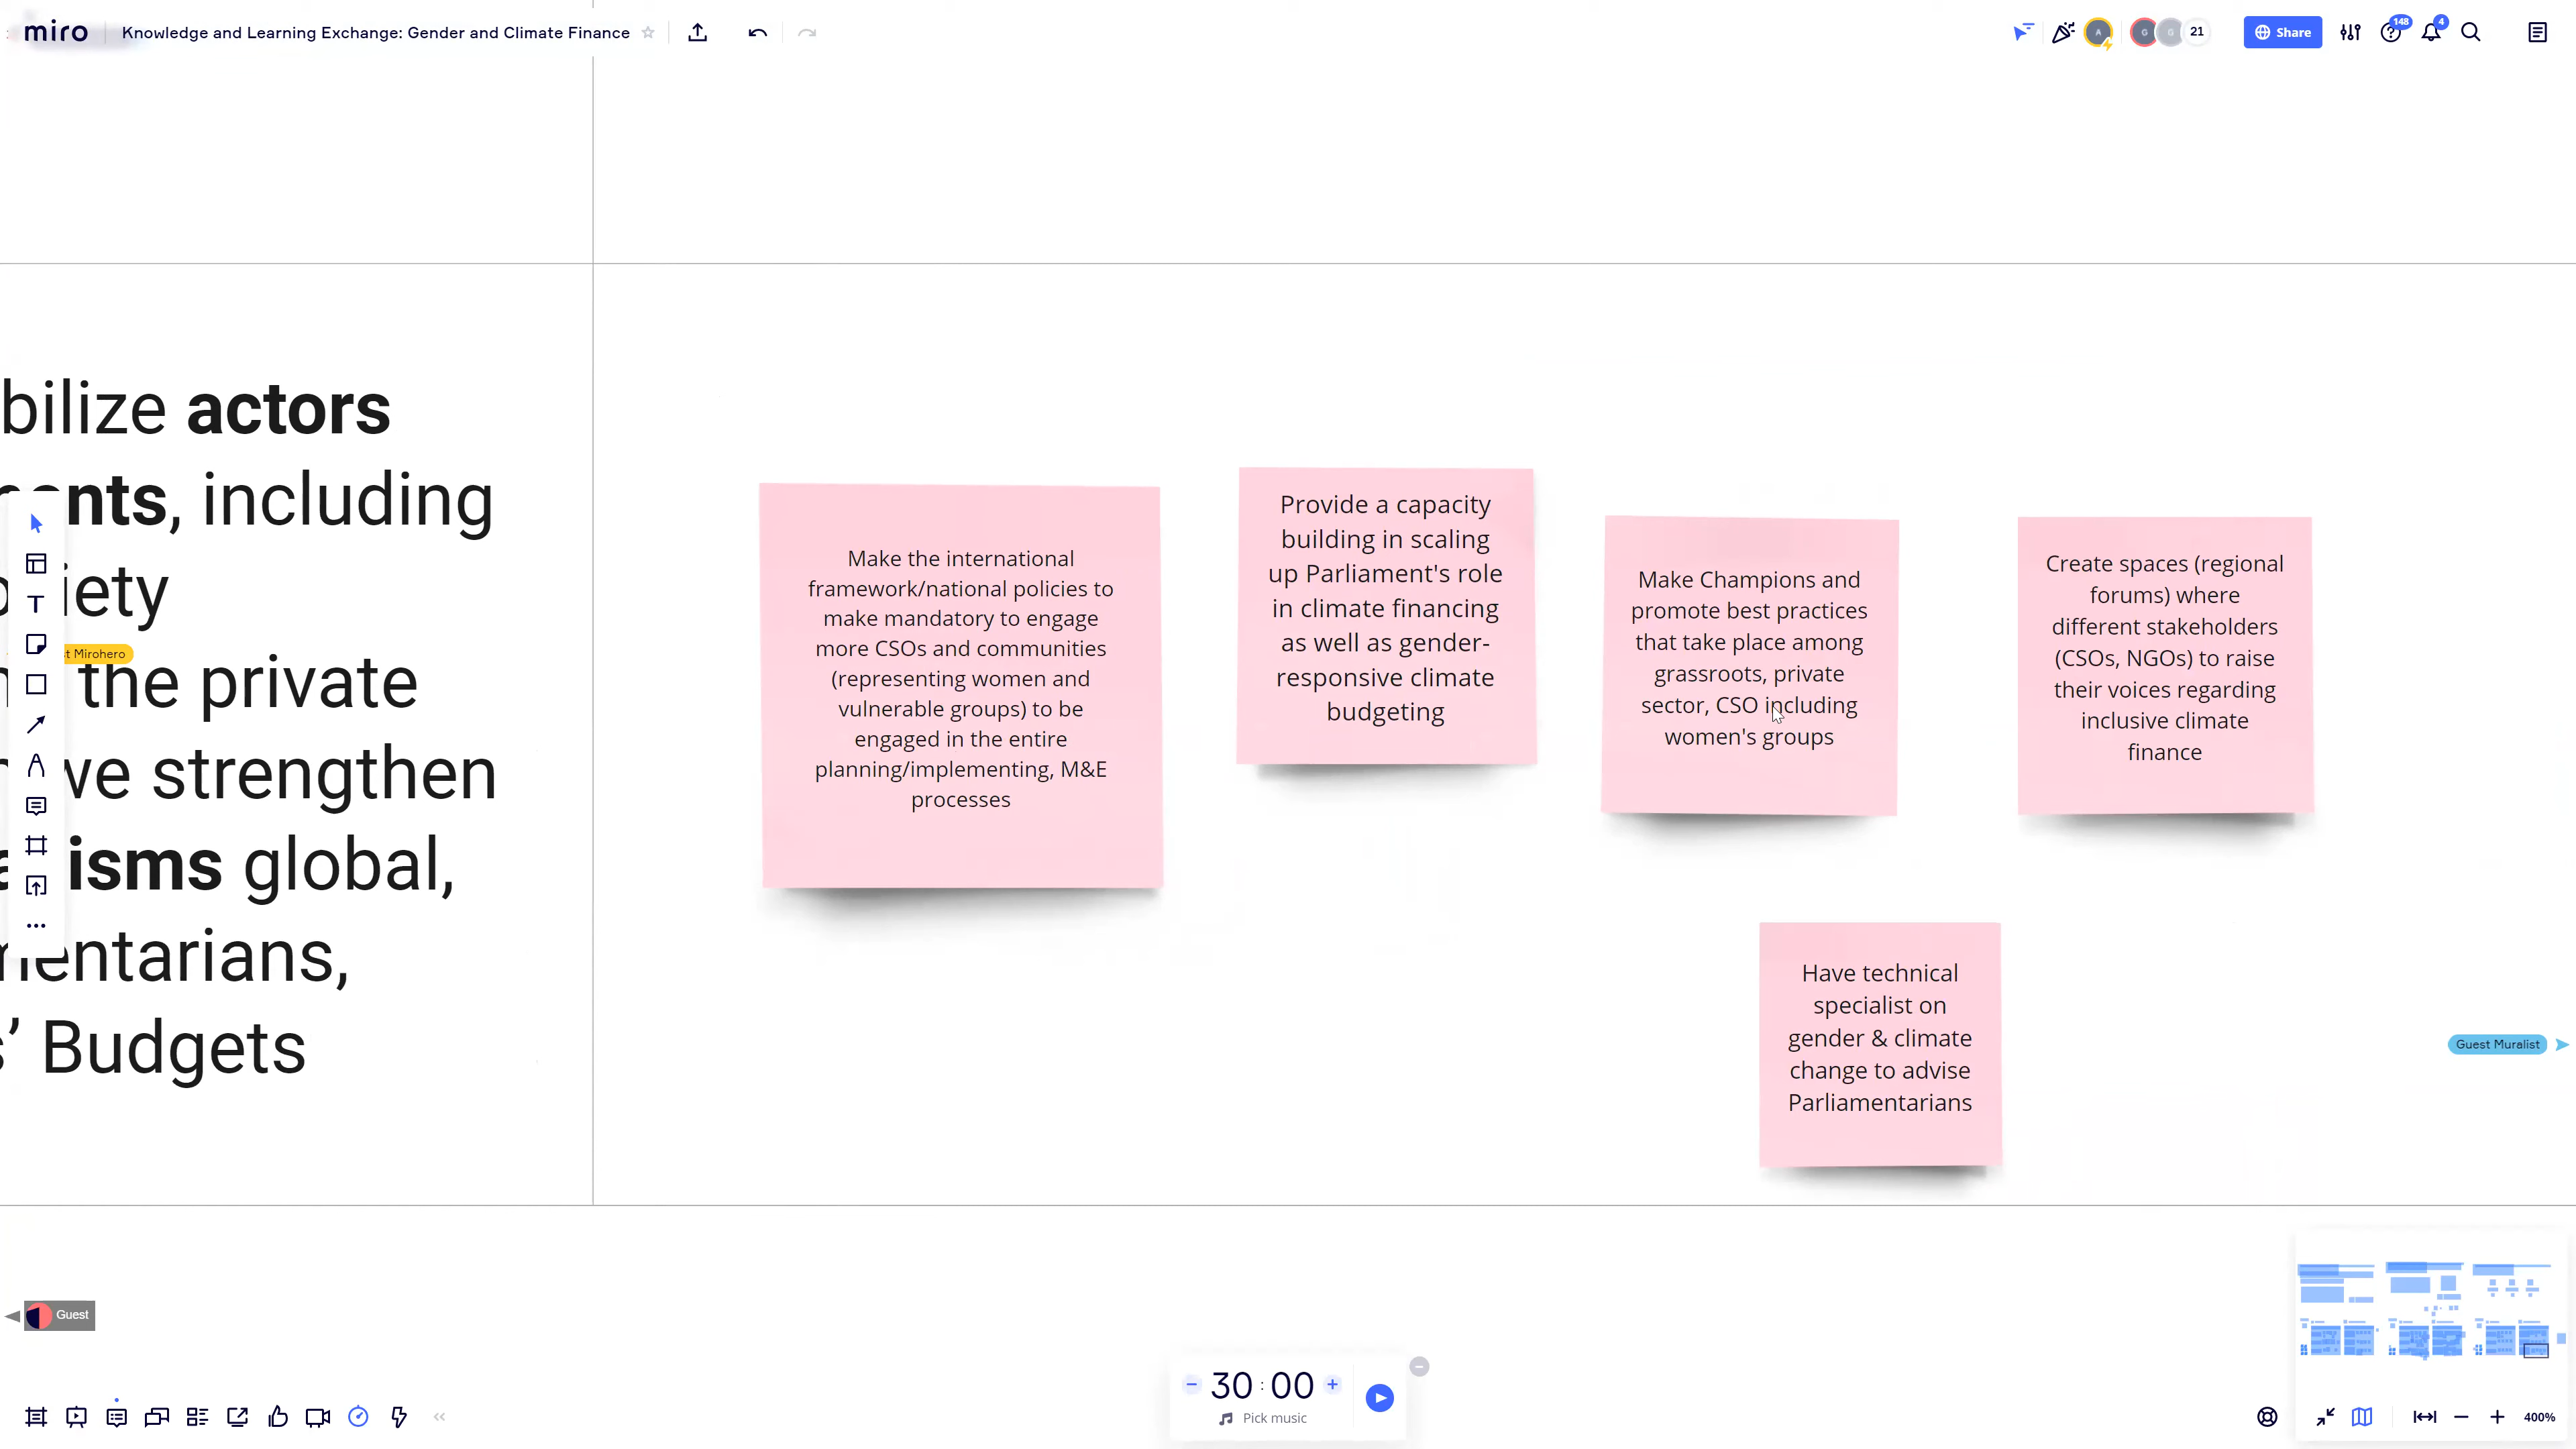 miro
Knowledge and Learning Exchange: Gender and Climate Finance
A
G
G
21
Share
148
4
bilize actors
nts, including
iety
the private
we strengthen
isms global,
entarians,
s’ Budgets
st Mirohero
Make the international
framework/national policies to
make mandatory to engage
more CSOs and communities
(representing women and
vulnerable groups) to be
engaged in the entire
planning/implementing, M&E
processes
Provide a capacity
building in scaling
up Parliament's role
in climate financing
as well as gender-
responsive climate
budgeting
Make Champions and
promote best practices
that take place among
grassroots, private
sector, CSO including
women's groups
Create spaces (regional
forums) where
different stakeholders
(CSOs, NGOs) to raise
their voices regarding
inclusive climate
finance
Have technical
specialist on
gender & climate
change to advise
Parliamentarians
Guest Muralist
Guest
30 : 00
Pick music
400%